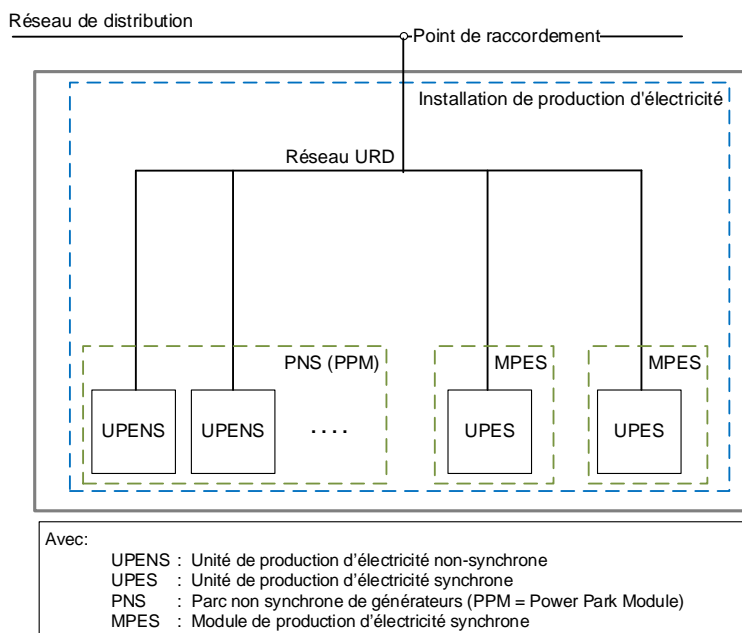 Réseau de distribution
Point de raccordement
Installation de production d'électricité
Réseau URD
PNS (PPM)
MPES
MPES
UPENS
UPENS
....
UPES
UPES
Avec:
UPENS : Unité de production d'électricité non-synchrone
UPES : Unité de production d'électricité synchrone
PNS : Parc non synchrone de générateurs (PPM = Power Park Module)
MPES : Module de production d'électricité synchrone